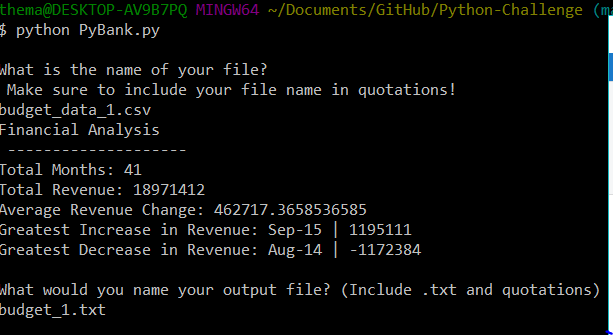 thema@DESKTOP-AV9B7PQ MINGW64 ~/Documents/GitHub/Python-Challenge (ma
$ python PyBank.py
What is the name of your file?
Make sure to include your file name in quotations!
budget_data_1.csv
Financial Analysis
--------------------
Total Months: 41
Total Revenue: 18971412
Average Revenue Change: 462717.3658536585
Greatest Increase in Revenue: Sep-15 | 1195111
Greatest Decrease in Revenue: Aug-14 | -1172384
What would you name your output file? (Include .txt and quotations)
budget_1.txt